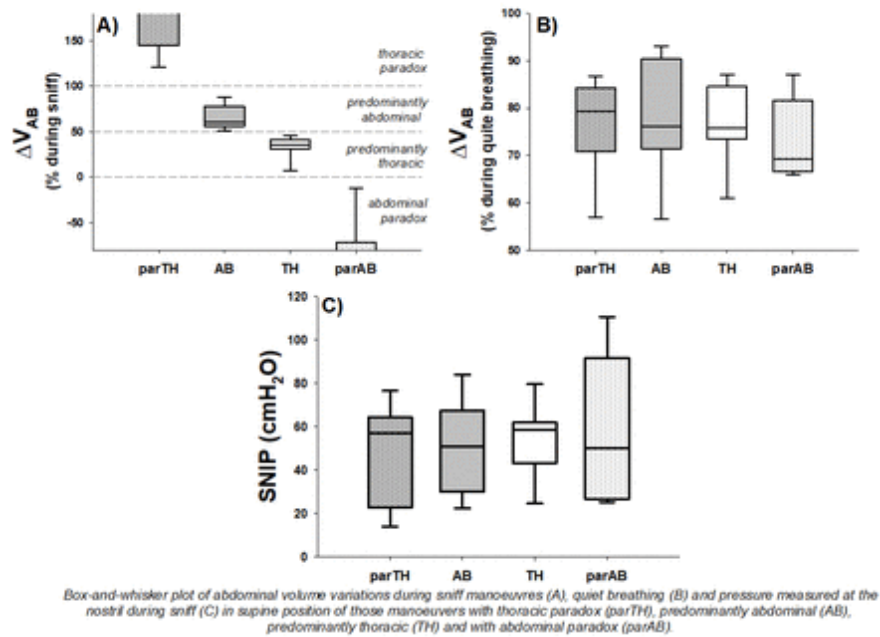 A)
150
100
50
0
-50
ΔV_AB
(% during sniff)
thoracic
paradox
predominantly
abdominal
predominantly
thoracic
abdominal
paradox
parTH AB TH parAB
B)
100
90
80
70
60
50
ΔV_AB
(% during quite breathing)
parTH AB TH parAB
C)
120
100
80
60
40
20
0
SNIP (cmH₂O)
parTH AB TH parAB
Box-and-whisker plot of abdominal volume variations during sniff manoeuvres (A), quiet breathing (B) and pressure measured at the
nostril during sniff (C) in supine position of those manoeuvers with thoracic paradox (parTH), predominantly abdominal (AB),
predominantly thoracic (TH) and with abdominal paradox (parAB).